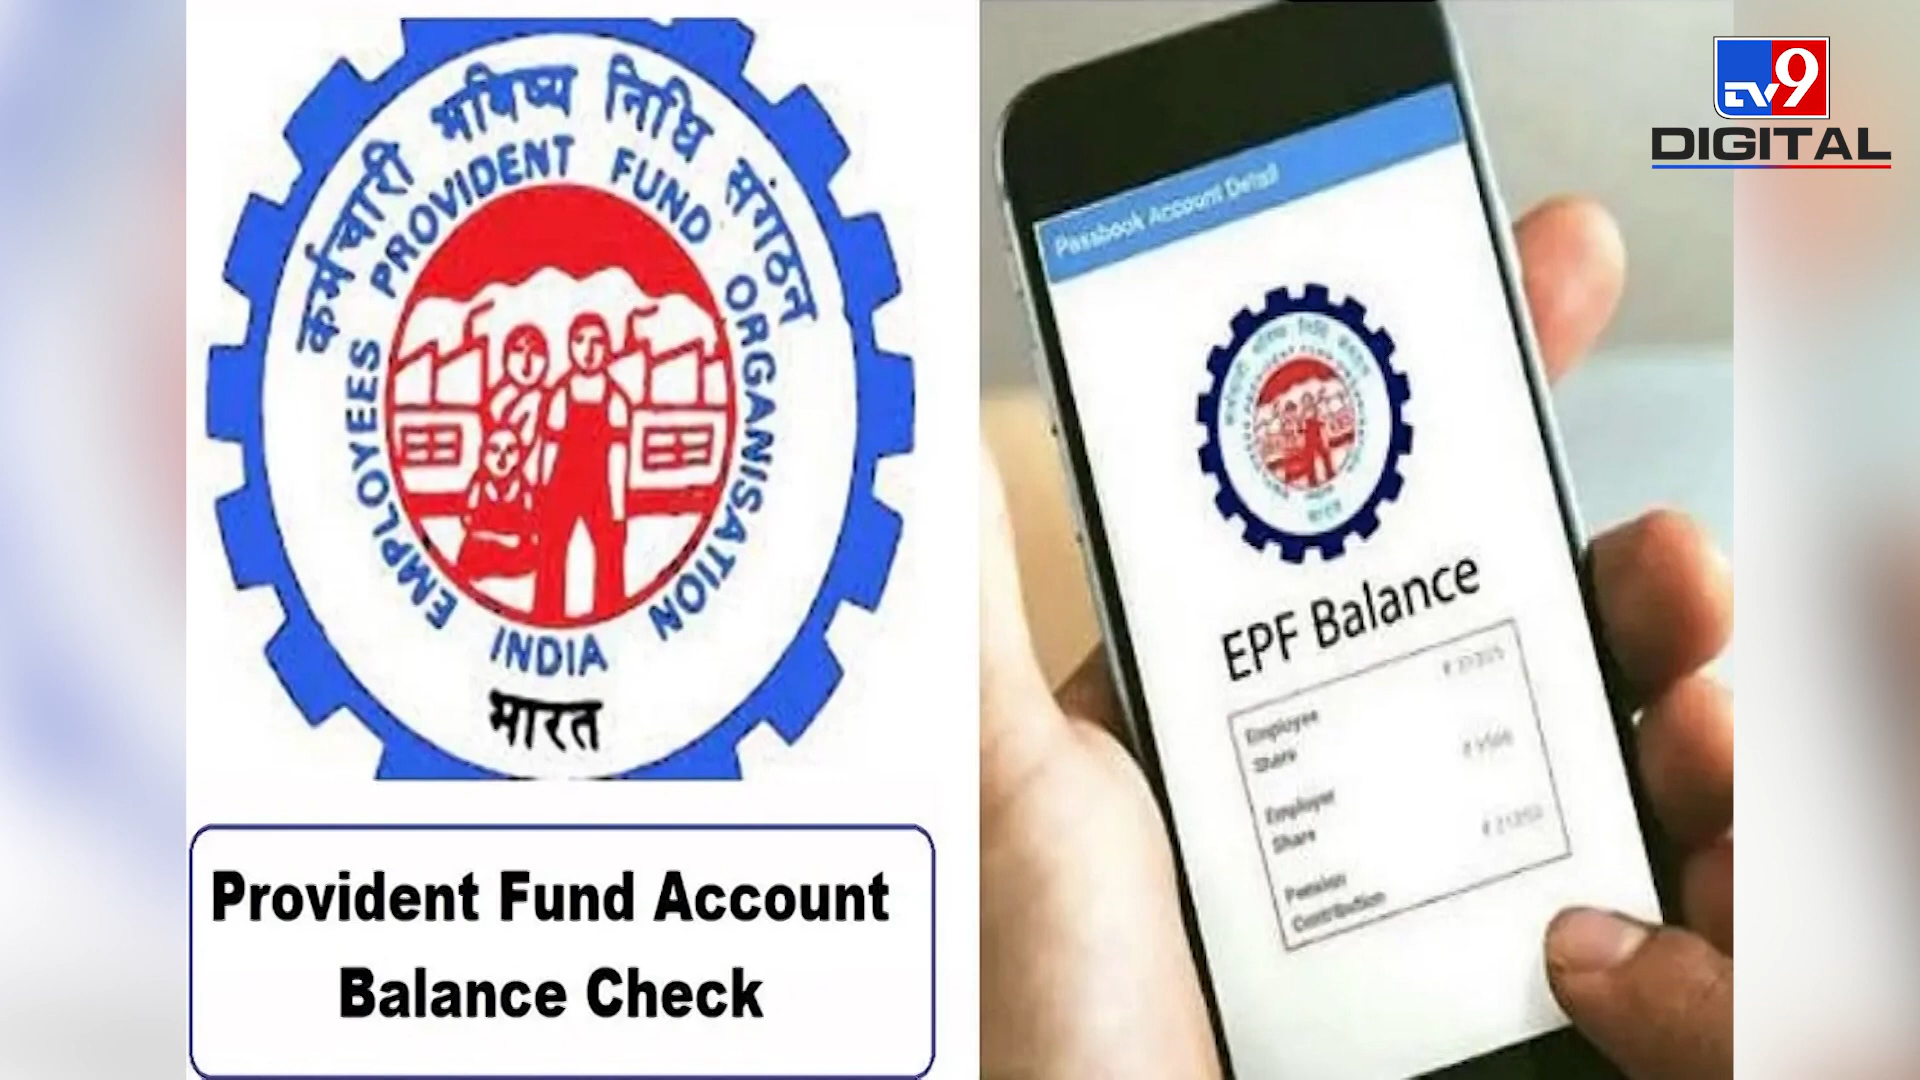 कर्मचारी भविष्य निधि संगठन
EMPLOYEES PROVIDENT FUND ORGANISATION
INDIA
भारत
Provident Fund Account
Balance Check
Passbook Account Detail
EPF Balance
Employee
Share
Employer
Share
Pension
Contribution
TV9
DIGITAL